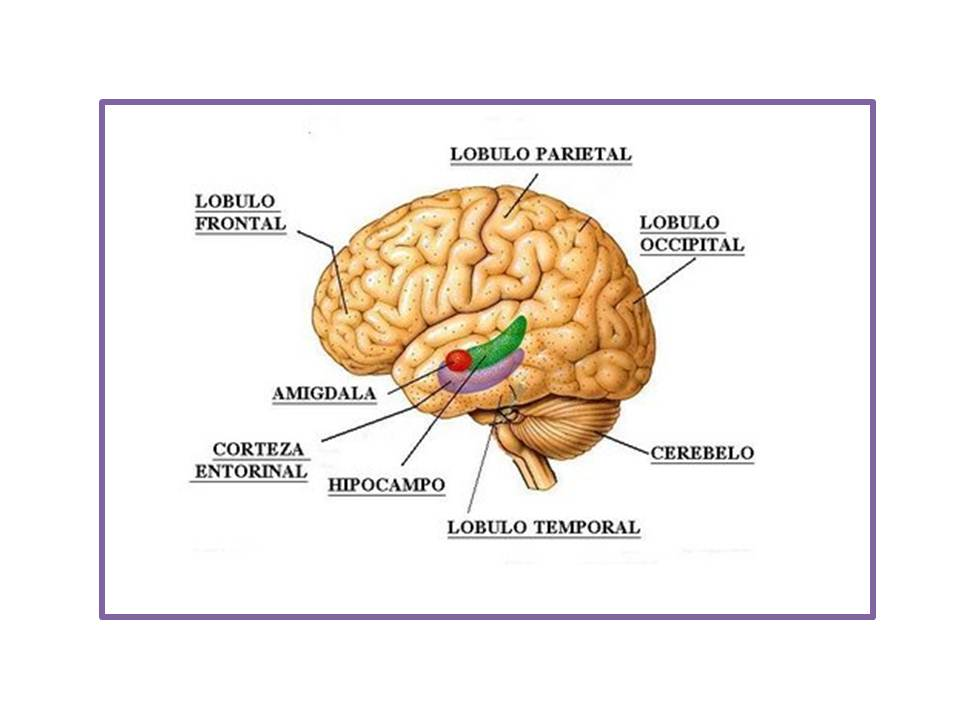 LOBULO PARIETAL
LOBULO
FRONTAL
LOBULO
OCCIPITAL
AMIGDALA
CORTEZA
ENTORINAL
HIPOCAMPO
CEREBELO
LOBULO TEMPORAL